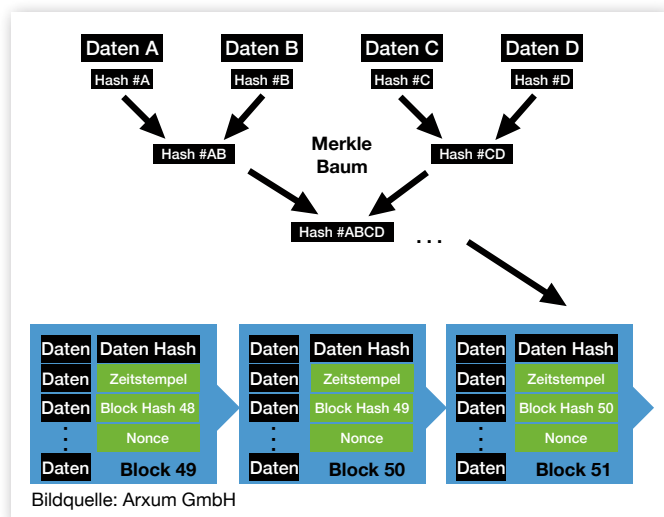 Daten A Daten B Daten C Daten D
Hash #A Hash #B Hash #C Hash #D
Merkle
Baum
Hash #AB Hash #CD
Hash #ABCD ...
Daten Daten Hash
Daten Zeitstempel
Daten Block Hash 48
Nonce
Daten Block 49
Daten Daten Hash
Daten Zeitstempel
Daten Block Hash 49
Nonce
Daten Block 50
Daten Daten Hash
Daten Zeitstempel
Daten Block Hash 50
Nonce
Daten Block 51
Bildquelle: Arxum GmbH